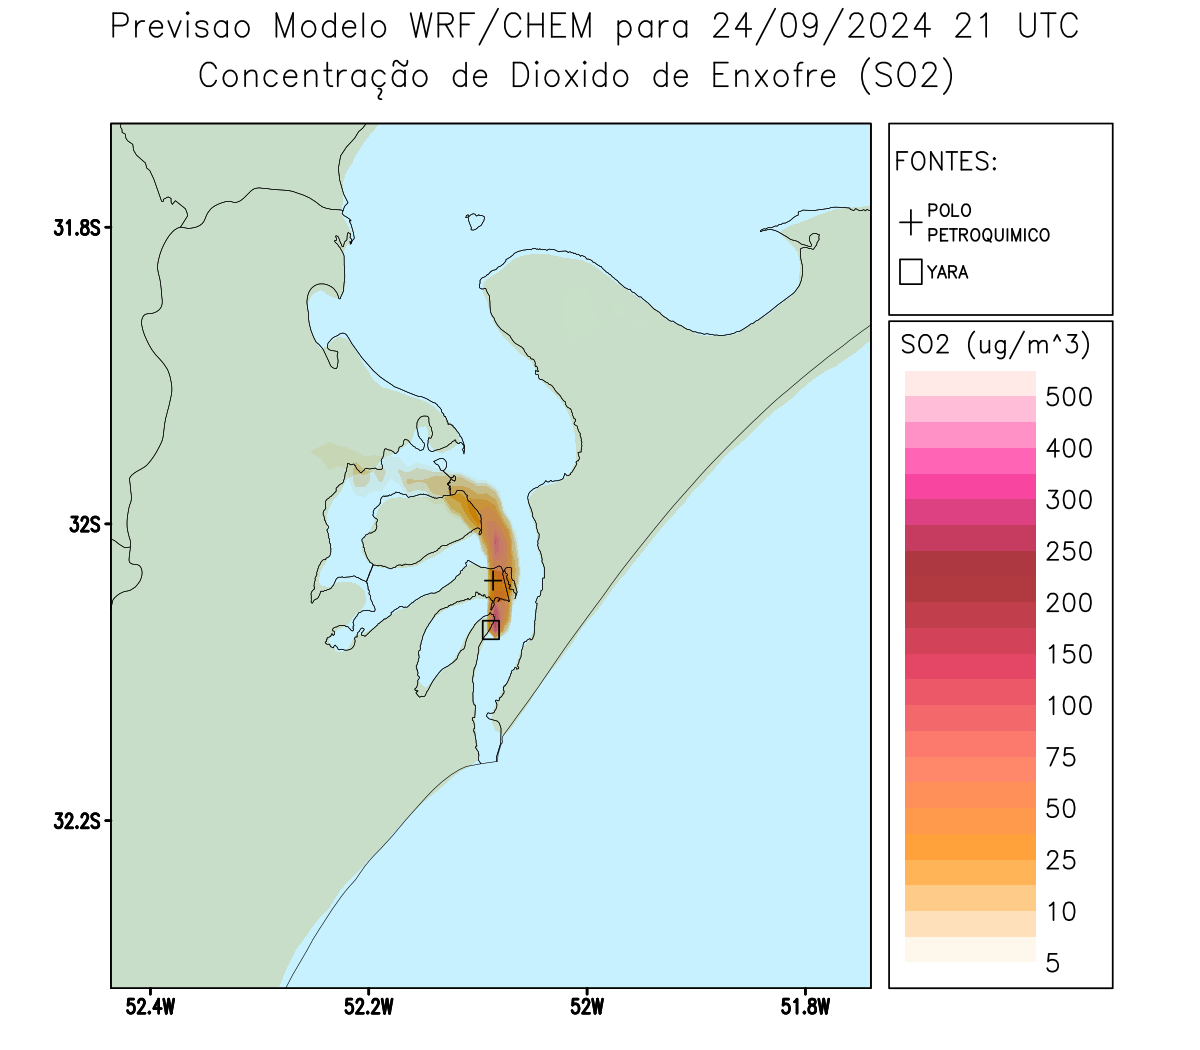 Previsao Modelo WRF/CHEM para 24/09/2024 21 UTC
Concentração de Dioxido de Enxofre (SO2)
FONTES:
POLO
PETROQUIMICO
YARA
SO2 (ug/m^3)
500
400
300
250
200
150
100
75
50
25
10
5
31.8S
32S
32.2S
52.4W 52.2W 52W 51.8W